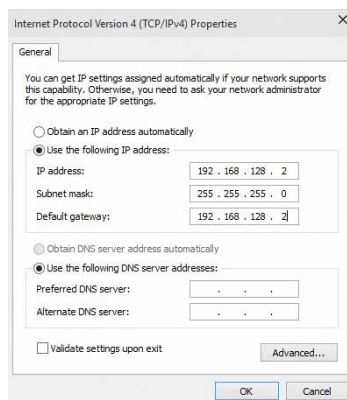 Internet Protocol Version 4 (TCP/IPv4) Properties
General
You can get IP settings assigned automatically if your network supports
this capability. Otherwise, you need to ask your network administrator
for the appropriate IP settings.
Obtain an IP address automatically
Use the following IP address:
IP address: 192 . 168 . 128 . 2
Subnet mask: 255 . 255 . 255 . 0
Default gateway: 192 . 168 . 128 . 2
Obtain DNS server address automatically
Use the following DNS server addresses:
Preferred DNS server: . . .
Alternate DNS server: . . .
Validate settings upon exit
Advanced...
OK Cancel